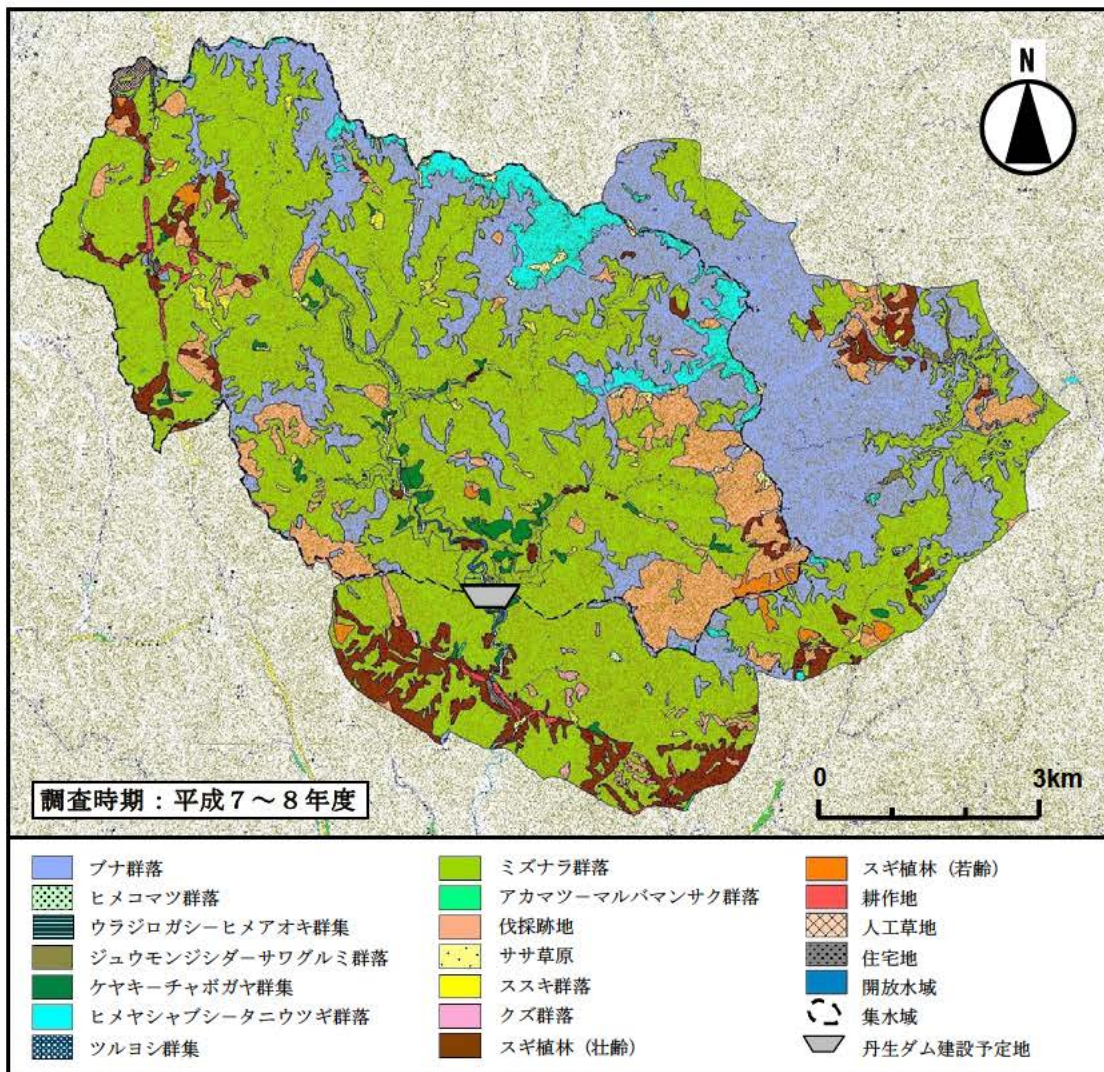 N
0 3km
調査時期：平成７～８年度
ブナ群落
ヒメコマツ群落
ウラジロガシ－ヒメアオキ群集
ジュウモンジシダ－サワグルミ群落
ケヤキ－チャボガヤ群集
ヒメヤシャブシ－タニウツギ群落
ツルヨシ群集
ミズナラ群落
アカマツ－マルバマンサク群落
伐採跡地
ササ草原
ススキ群落
クズ群落
スギ植林（壮齢）
スギ植林（若齢）
耕作地
人工草地
住宅地
開放水域
集水域
丹生ダム建設予定地